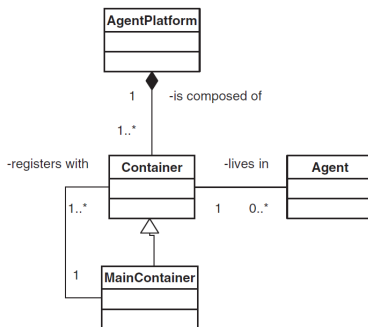 AgentPlatform
1
-is composed of
1..*
-registers with
Container
-lives in
Agent
1..*
1
0..*
1
MainContainer